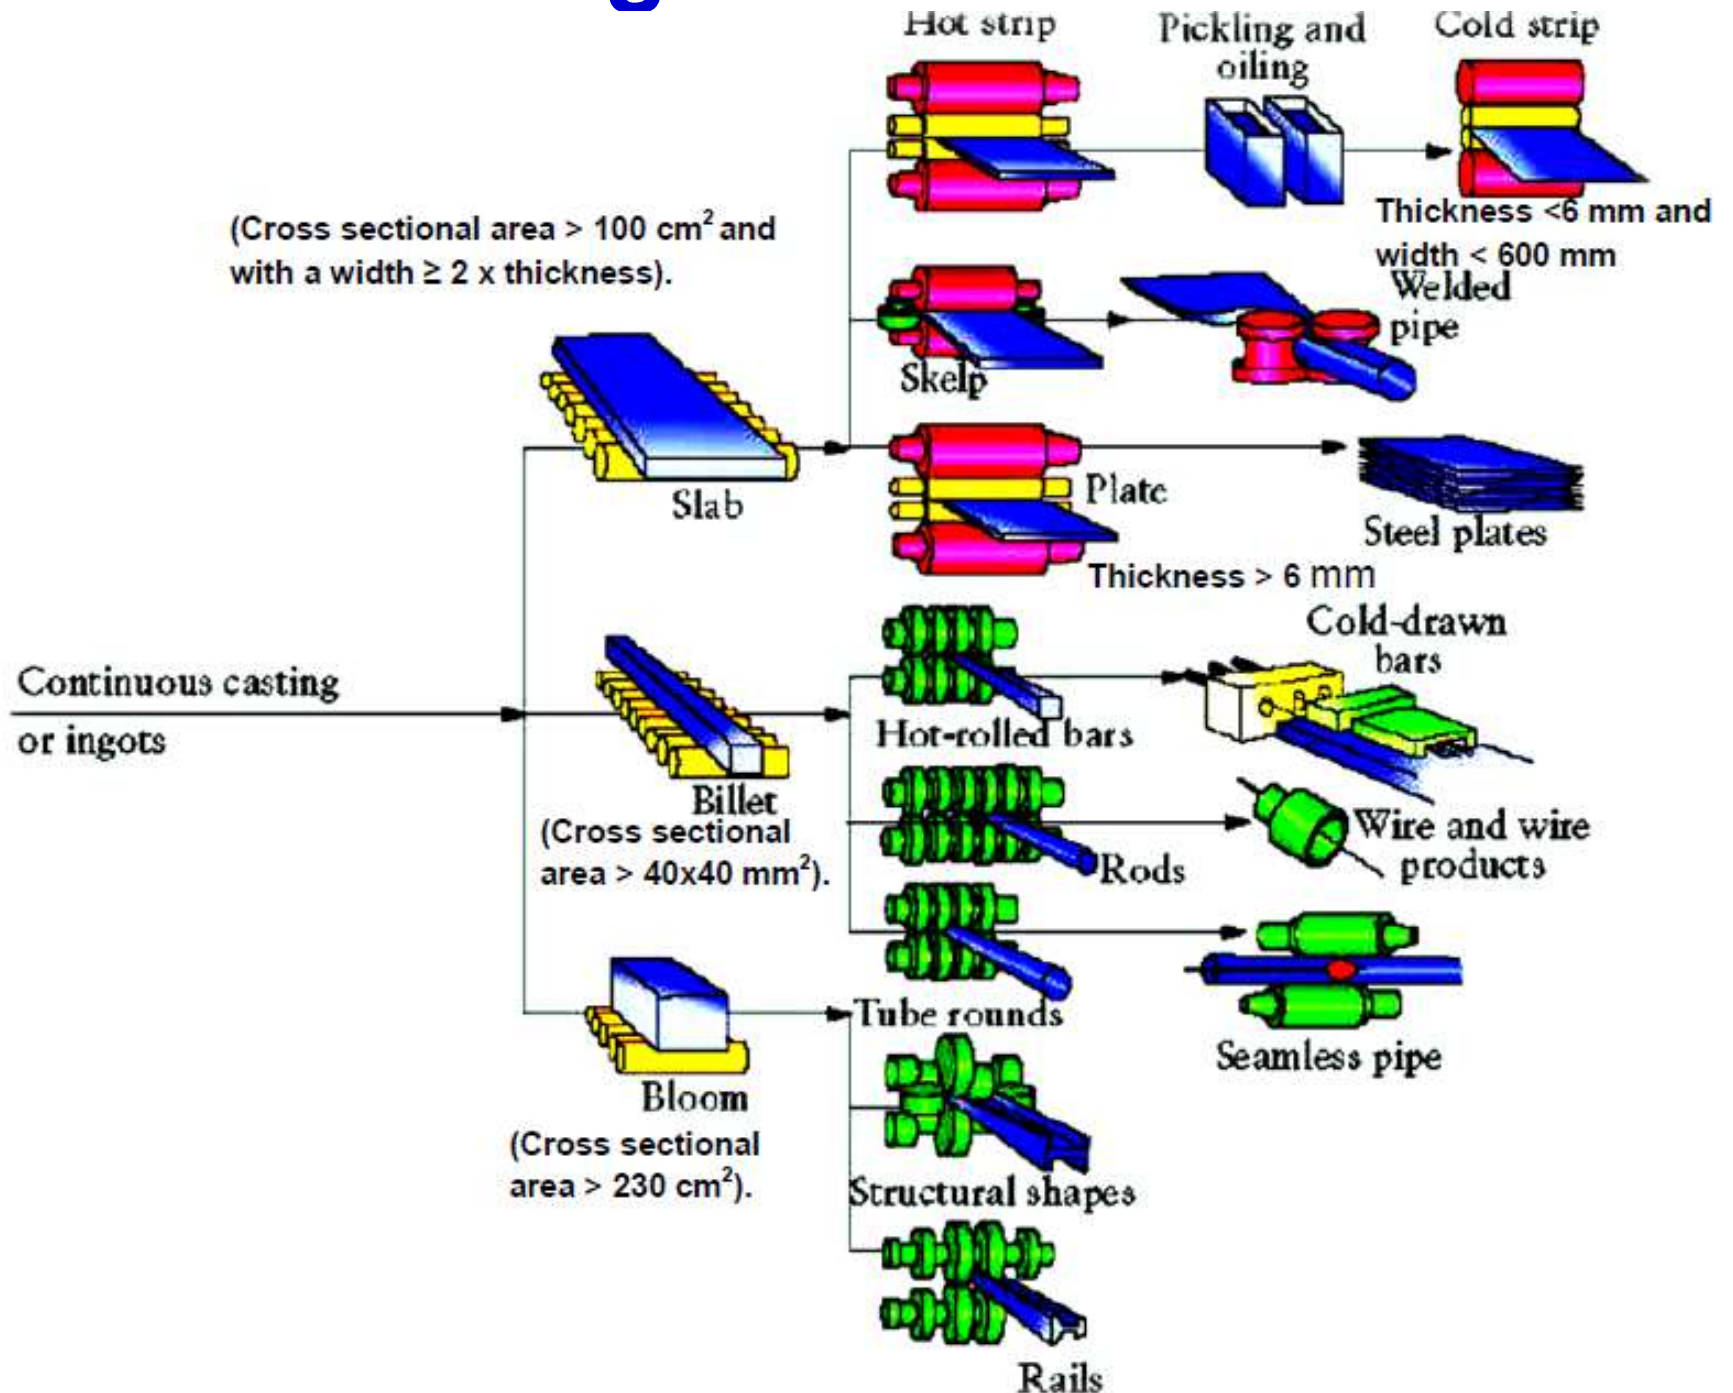 Hot strip
Pickling and
oiling
Cold strip
Thickness <6 mm and
width < 600 mm
(Cross sectional area > 100 cm² and
with a width ≥ 2 x thickness).
Welded
pipe
Skelp
Slab
Plate
Steel plates
Thickness > 6 mm
Cold-drawn
bars
Continuous casting
or ingots
Hot-rolled bars
Billet
(Cross sectional
area > 40x40 mm²).
Rods
Wire and wire
products
Tube rounds
Seamless pipe
Bloom
(Cross sectional
area > 230 cm²).
Structural shapes
Rails